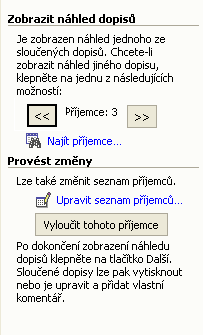 Zobrazit náhled dopisů
Je zobrazen náhled jednoho ze
sloučených dopisů. Chcete-li
zobrazit náhled jiného dopisu,
klepněte na jednu z následujících
možností:
<< Příjemce: 3 >>
Najít příjemce...
Provést změny
Lze také změnit seznam příjemců.
Upravit seznam příjemců...
Vyloučit tohoto příjemce
Po dokončení zobrazení náhledu
dopisů klepněte na tlačítko Další.
Sloučené dopisy lze pak vytisknout
nebo je upravit a přidat vlastní
komentář.